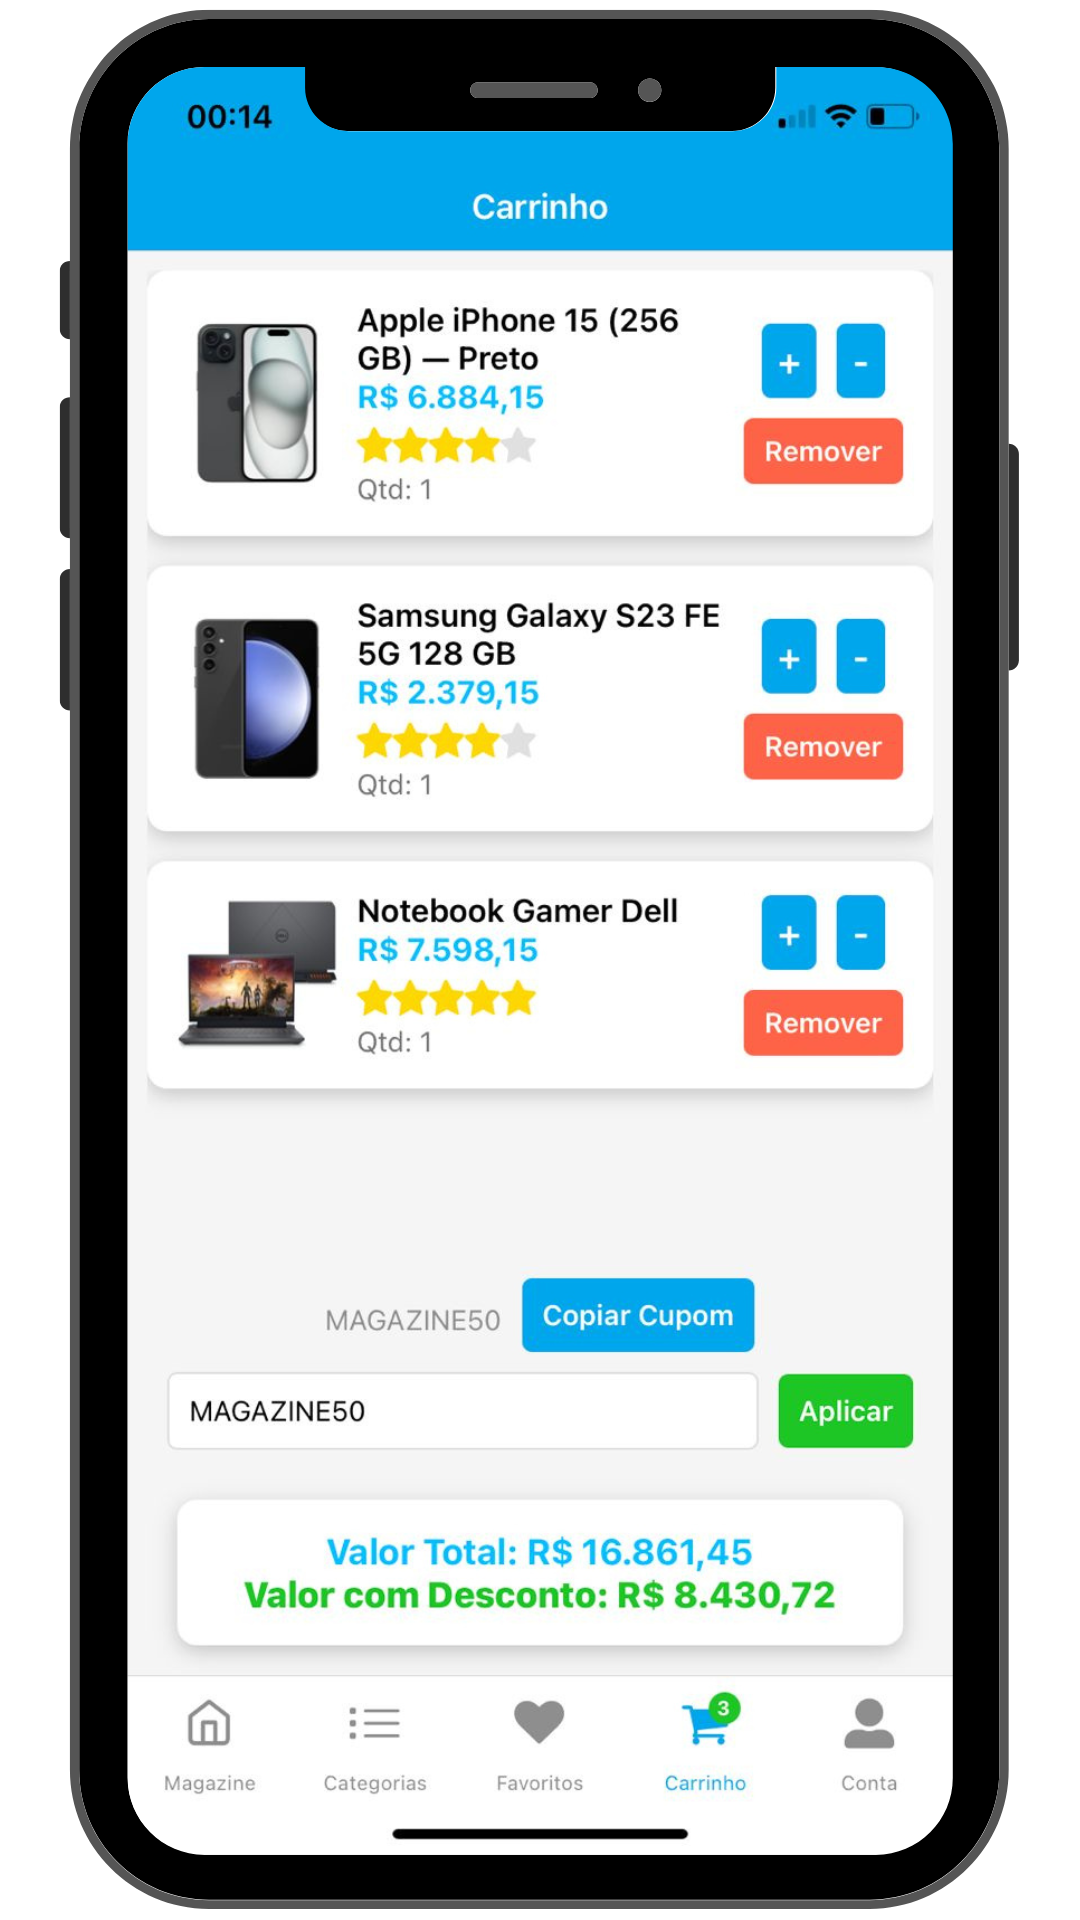 00:14
Carrinho
Apple iPhone 15 (256
GB) — Preto
R$ 6.884,15
Qtd: 1
+ -
Remover
Samsung Galaxy S23 FE
5G 128 GB
R$ 2.379,15
Qtd: 1
+ -
Remover
Notebook Gamer Dell
R$ 7.598,15
Qtd: 1
+ -
Remover
MAGAZINE50 Copiar Cupom
MAGAZINE50 Aplicar
Valor Total: R$ 16.861,45
Valor com Desconto: R$ 8.430,72
3
Magazine Categorias Favoritos Carrinho Conta